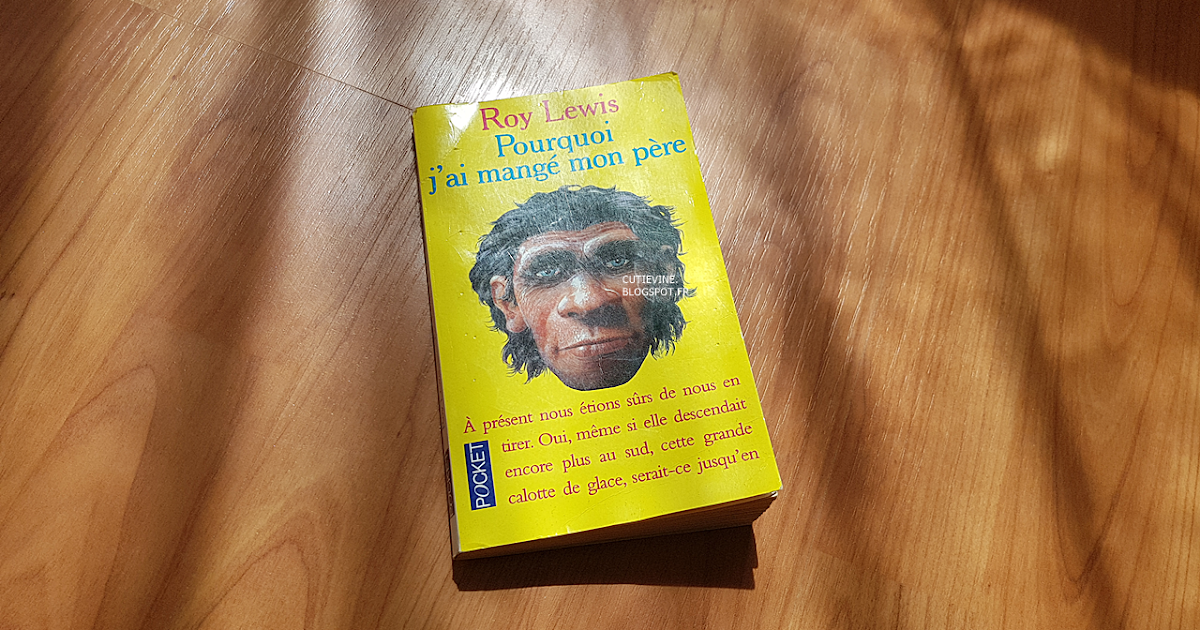 Roy Lewis
Pourquoi
j'ai mangé mon père
CUTIEVINE.
BLOGSPOT.FR
À présent nous étions sûrs de nous en
tirer. Oui, même si elle descendait
encore plus au sud, cette grande
calotte de glace, serait-ce jusqu'en
POCKET